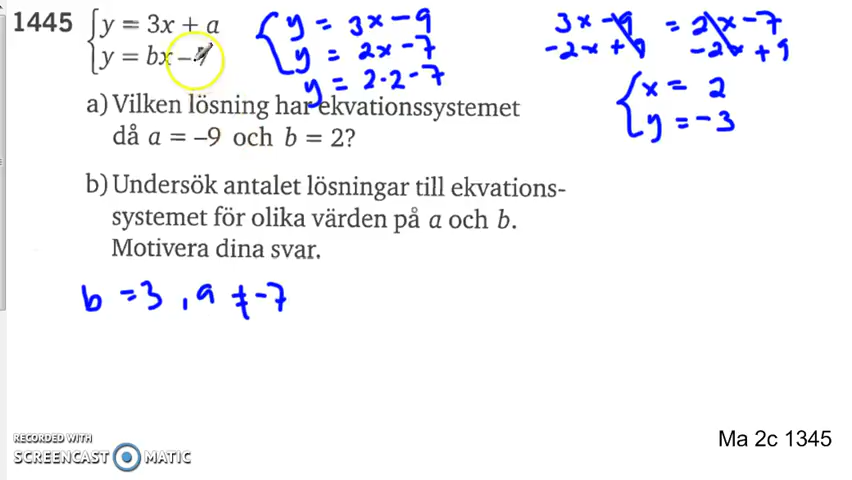 1445 { y = 3x + a
y = bx – 7
{ y = 3x - 9
y = 2x - 7
y = 2·2 - 7
3x - 9 = 2x - 7
-2x + 9 -2x + 9
{ x = 2
y = -3
a) Vilken lösning har ekvationssystemet
då a = –9 och b = 2?
b) Undersök antalet lösningar till ekvations-
systemet för olika värden på a och b.
Motivera dina svar.
b = 3, a ≠ -7
RECORDED WITH
SCREENCAST MATIC
Ma 2c 1345